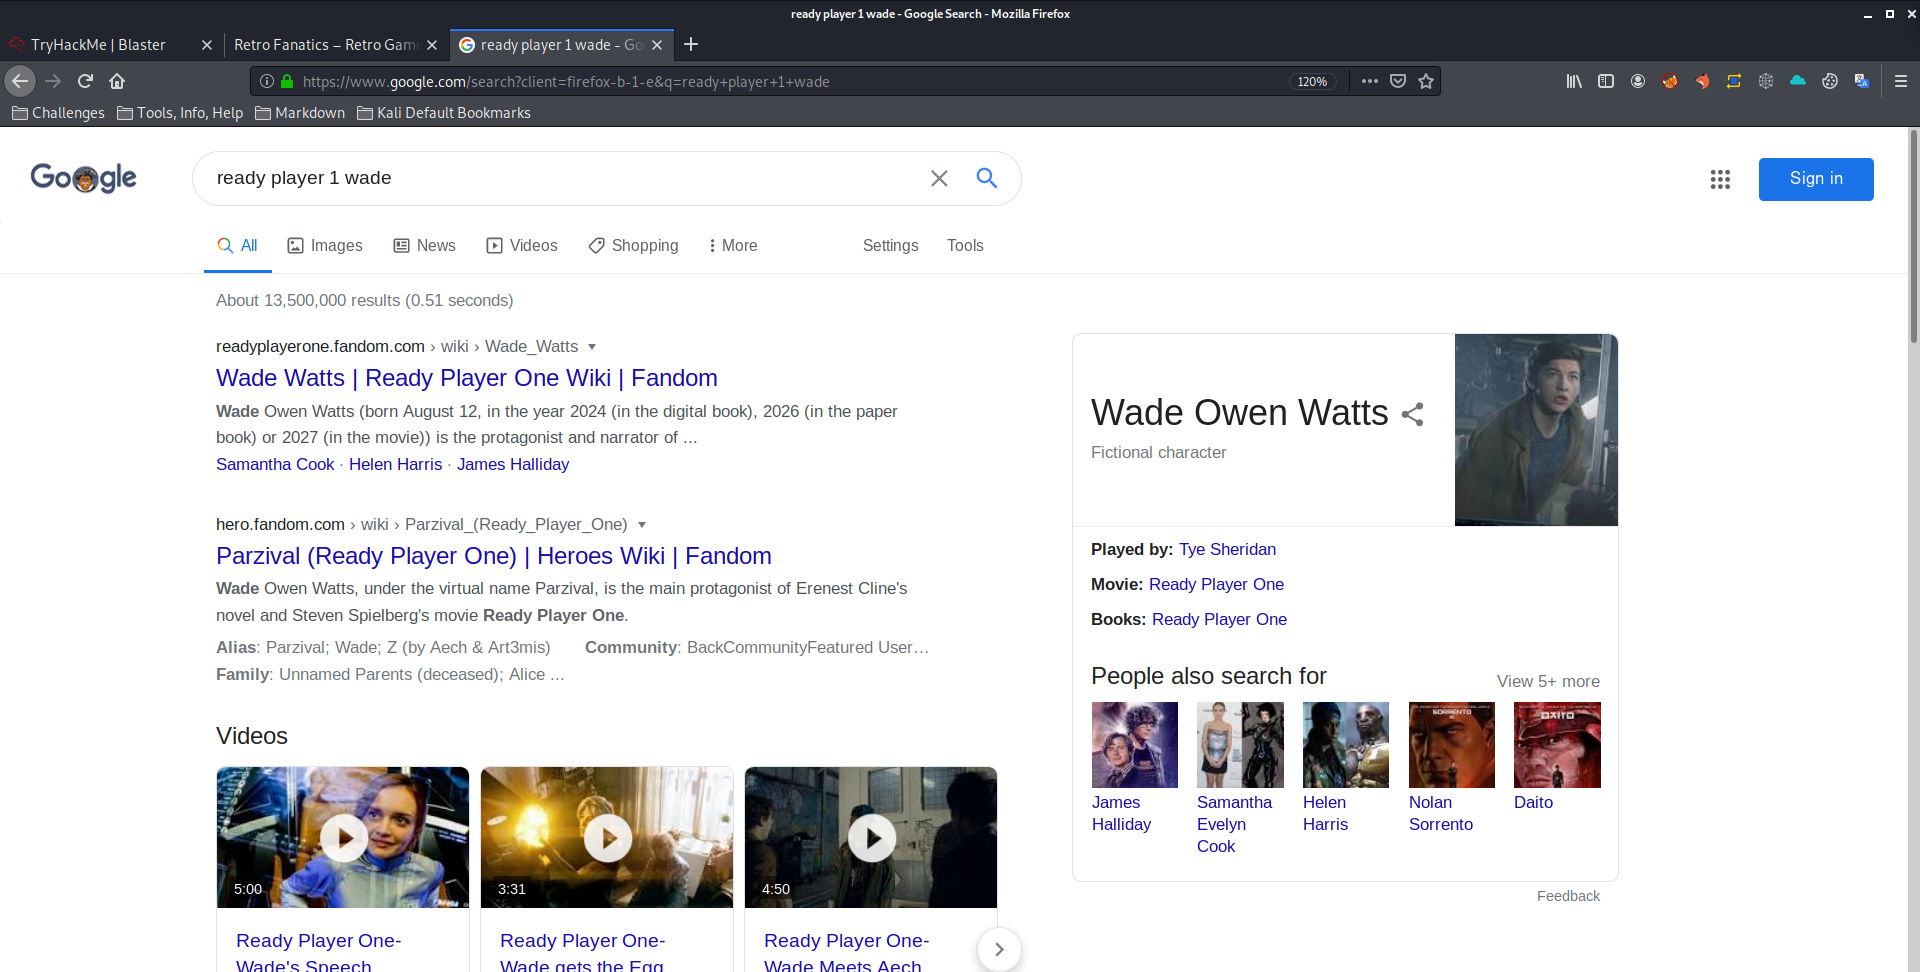 ready player 1 wade - Google Search - Mozilla Firefox
TryHackMe | Blaster
Retro Fanatics – Retro Game
ready player 1 wade - Go
https://www.google.com/search?client=firefox-b-1-e&q=ready+player+1+wade
120%
Challenges
Tools, Info, Help
Markdown
Kali Default Bookmarks
Google
ready player 1 wade
Sign in
All
Images
News
Videos
Shopping
More
Settings
Tools
About 13,500,000 results (0.51 seconds)
readyplayerone.fandom.com › wiki › Wade_Watts
Wade Watts | Ready Player One Wiki | Fandom
Wade Owen Watts (born August 12, in the year 2024 (in the digital book), 2026 (in the paper
book) or 2027 (in the movie)) is the protagonist and narrator of ...
Samantha Cook · Helen Harris · James Halliday
hero.fandom.com › wiki › Parzival_(Ready_Player_One)
Parzival (Ready Player One) | Heroes Wiki | Fandom
Wade Owen Watts, under the virtual name Parzival, is the main protagonist of Erenest Cline's
novel and Steven Spielberg's movie Ready Player One.
Alias: Parzival; Wade; Z (by Aech & Art3mis)
Community: BackCommunityFeatured User...
Family: Unnamed Parents (deceased); Alice ...
Videos
5:00
3:31
4:50
Ready Player One-
Wade's Speech
Ready Player One-
Wade gets the Egg
Ready Player One-
Wade Meets Aech
Wade Owen Watts
Fictional character
Played by: Tye Sheridan
Movie: Ready Player One
Books: Ready Player One
People also search for
View 5+ more
SORRENTO
DAITO
James
Halliday
Samantha
Evelyn
Cook
Helen
Harris
Nolan
Sorrento
Daito
Feedback